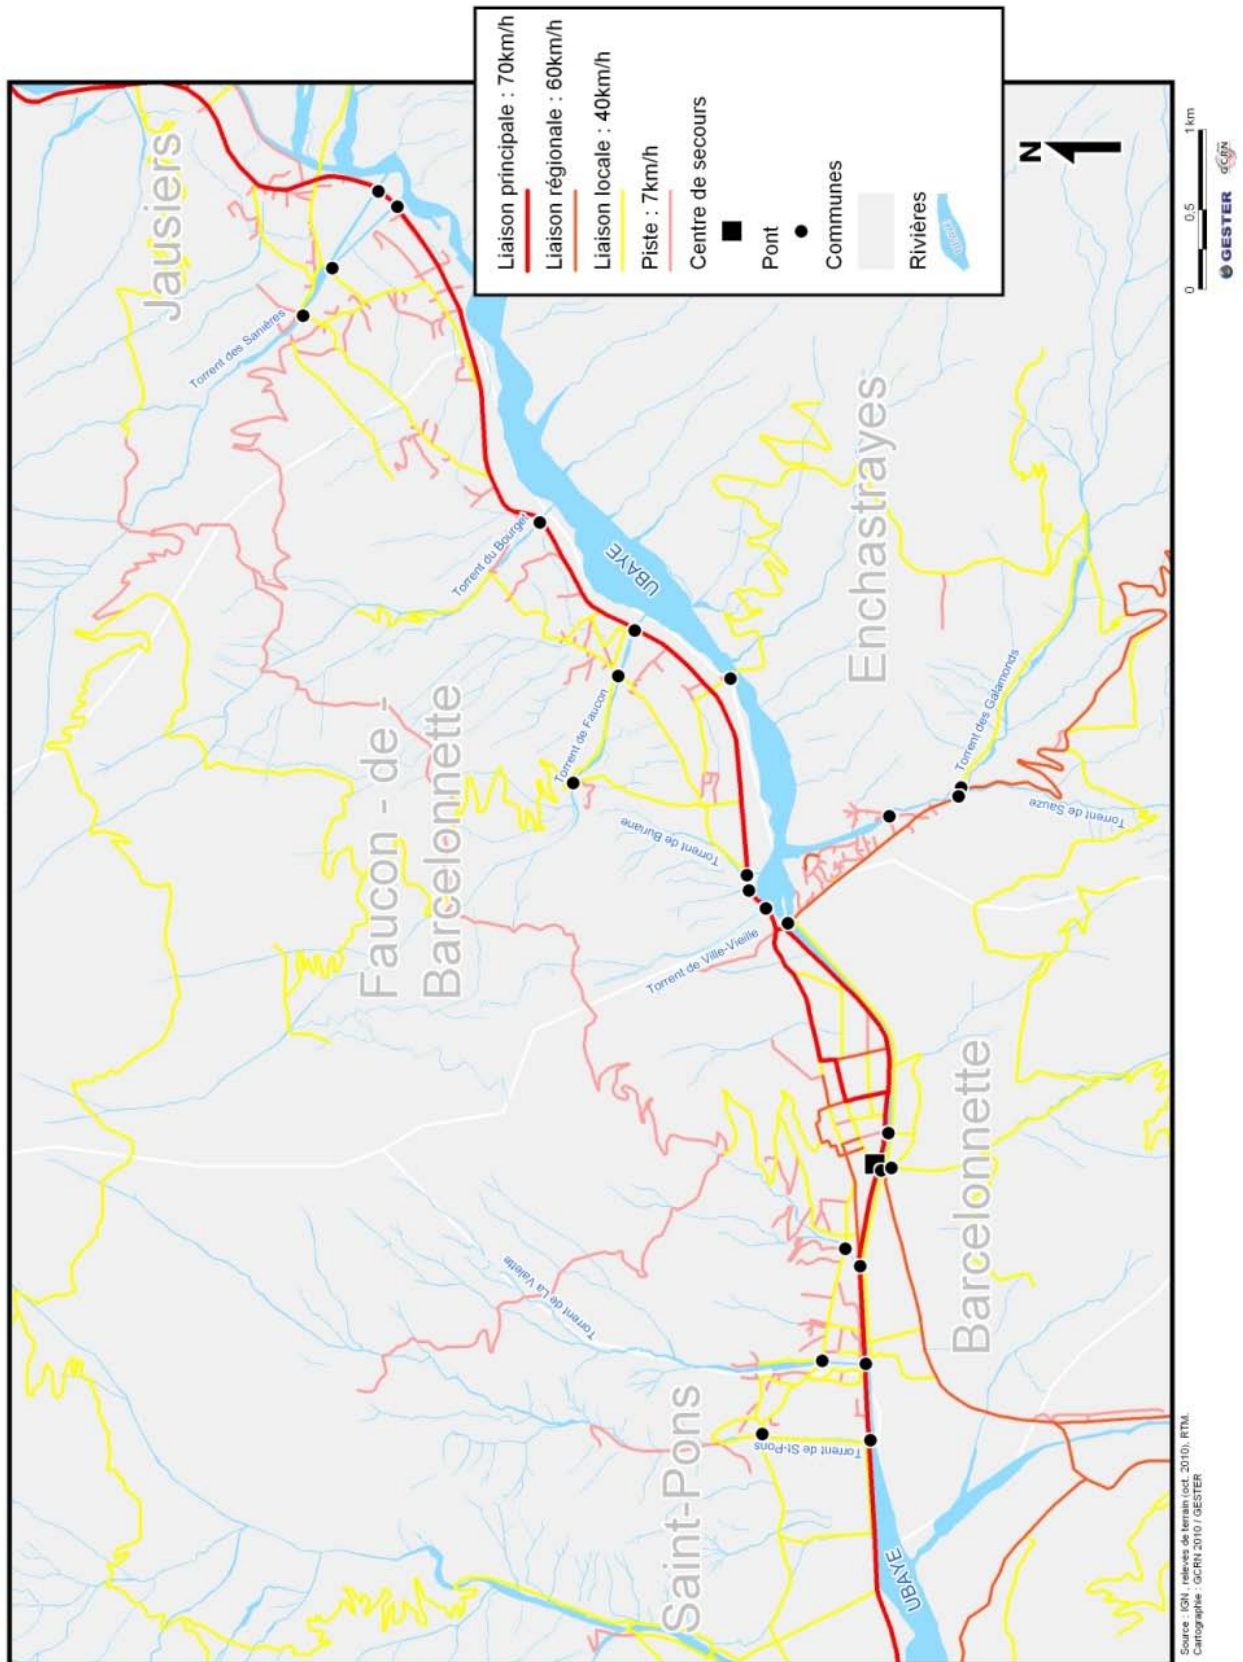 Jausiers
Torrent des Sanières
Faucon - de -
Barcelonnette
Torrent du Bourget
UBAYE
Torrent de Faucon
Torrent de Buriane
Torrent de Ville-Vieille
Enchastrayes
Torrent des Galamonds
Torrent de Sauze
Barcelonnette
Torrent de La Valette
Saint-Pons
Torrent de St-Pons
UBAYE
Liaison principale : 70km/h
Liaison régionale : 60km/h
Liaison locale : 40km/h
Piste : 7km/h
Centre de secours
Pont
Communes
Rivières
N
0 0,5 1 km
GESTER GCRN
Source : IGN, relevés de terrain (oct. 2010), RTM.
Cartographie : GCRN 2010 / GESTER